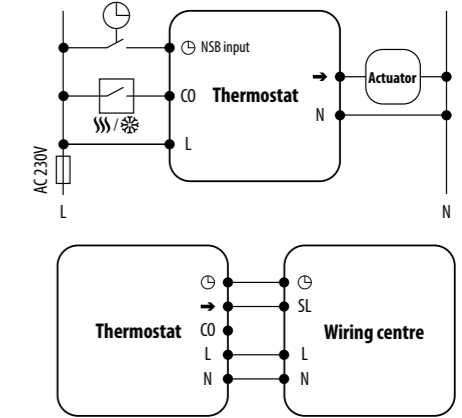 NSB input
CO
Thermostat
➔
Actuator
N
/
L
AC 230V
L
N
Thermostat
➔
CO
L
N
SL
L
N
Wiring centre